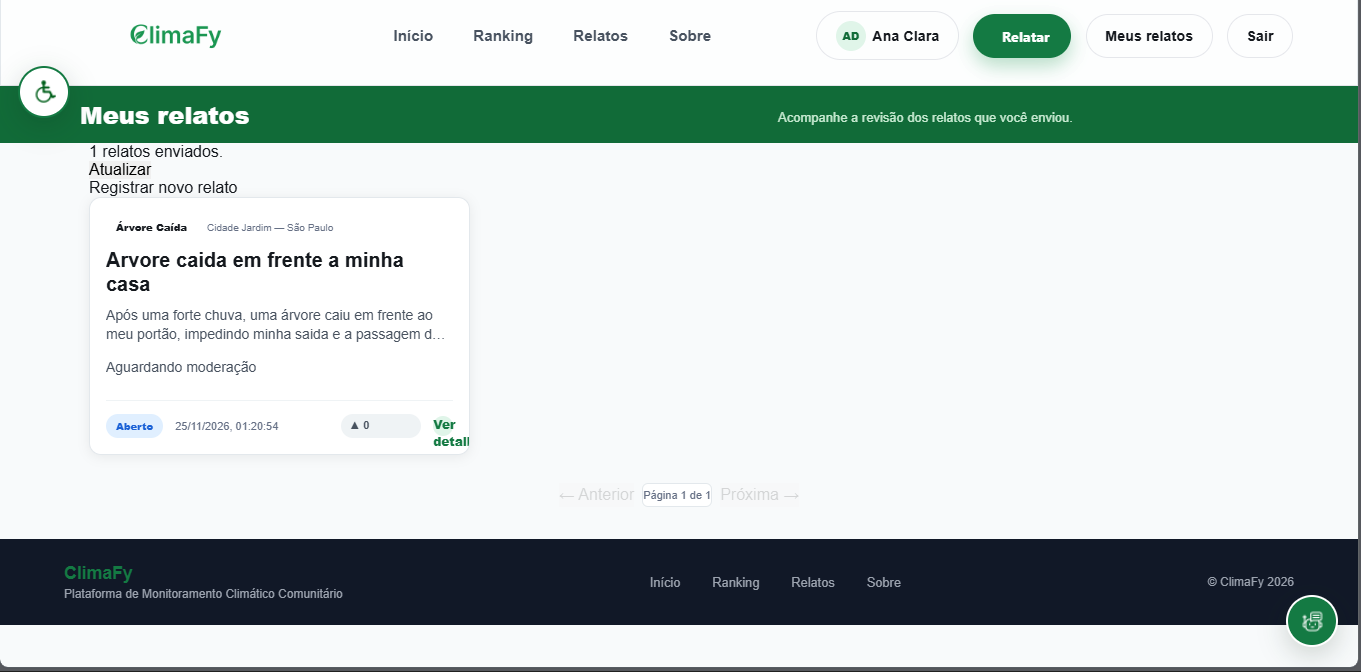 ClimaFy
Início Ranking Relatos Sobre
AD Ana Clara
Relatar
Meus relatos
Sair
Meus relatos
Acompanhe a revisão dos relatos que você enviou.
1 relatos enviados.
Atualizar
Registrar novo relato
Árvore Caída Cidade Jardim — São Paulo
Arvore caida em frente a minha
casa
Após uma forte chuva, uma árvore caiu em frente ao
meu portão, impedindo minha saida e a passagem d…
Aguardando moderação
Aberto 25/11/2026, 01:20:54 ▲ 0 Ver
detall
← Anterior Página 1 de 1 Próxima →
ClimaFy
Plataforma de Monitoramento Climático Comunitário
Início Ranking Relatos Sobre
© ClimaFy 2026